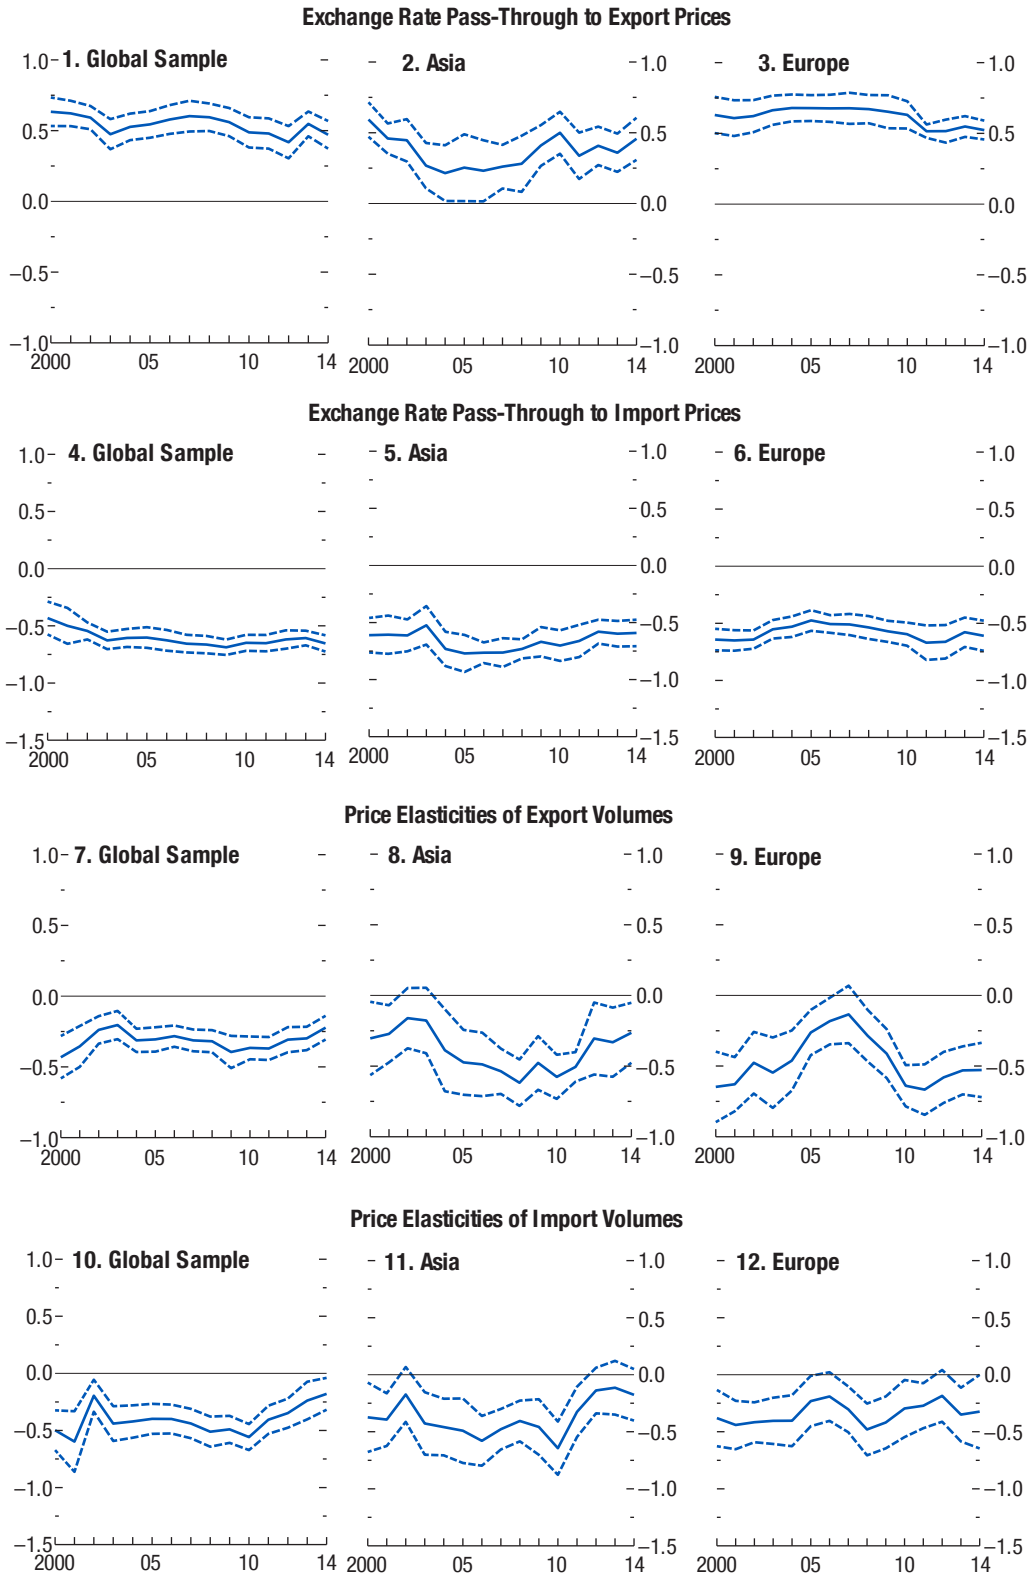 Exchange Rate Pass-Through to Export Prices
1. Global Sample
2. Asia
3. Europe
1.0
0.5
0.0
–0.5
–1.0
2000 05 10 14
1.0
0.5
0.0
–0.5
–1.0
2000 05 10 14
1.0
0.5
0.0
–0.5
–1.0
2000 05 10 14
Exchange Rate Pass-Through to Import Prices
4. Global Sample
5. Asia
6. Europe
1.0
0.5
0.0
–0.5
–1.0
–1.5
2000 05 10 14
1.0
0.5
0.0
–0.5
–1.0
–1.5
2000 05 10 14
1.0
0.5
0.0
–0.5
–1.0
–1.5
2000 05 10 14
Price Elasticities of Export Volumes
7. Global Sample
8. Asia
9. Europe
1.0
0.5
0.0
–0.5
–1.0
2000 05 10 14
1.0
0.5
0.0
–0.5
–1.0
2000 05 10 14
1.0
0.5
0.0
–0.5
–1.0
2000 05 10 14
Price Elasticities of Import Volumes
10. Global Sample
11. Asia
12. Europe
1.0
0.5
0.0
–0.5
–1.0
–1.5
2000 05 10 14
1.0
0.5
0.0
–0.5
–1.0
–1.5
2000 05 10 14
1.0
0.5
0.0
–0.5
–1.0
–1.5
2000 05 10 14